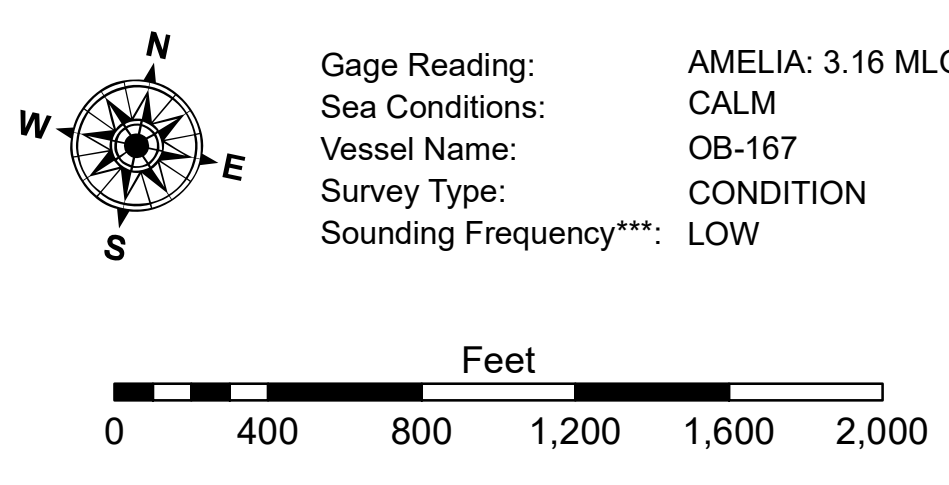 N
W
E
S
Gage Reading: AMELIA: 3.16
Sea Conditions: CALM
Vessel Name: OB-167
Survey Type: CONDITION
Sounding Frequency***: LOW
Feet
0 400 800 1,200 1,600 2,000